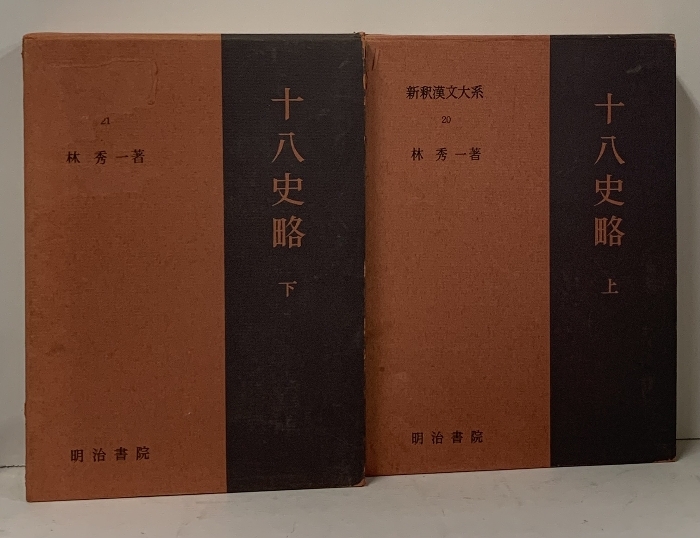 21
林 秀一著
十八史略
下
明治書院
新釈漢文大系
20
林 秀一著
十八史略
上
明治書院